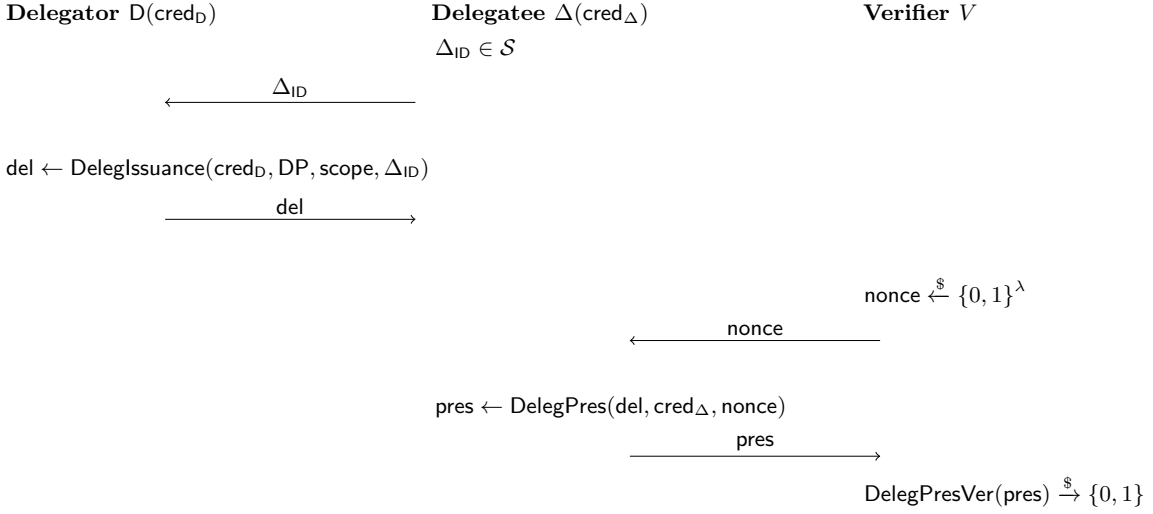 Delegator D(cred_D) Delegatee Δ(cred_Δ) Verifier V
Δ_ID ∈ 𝒮
Δ_ID
del ← DelegIssuance(cred_D, DP, scope, Δ_ID)
del
nonce ←$ {0, 1}^λ
nonce
pres ← DelegPres(del, cred_Δ, nonce)
pres
DelegPresVer(pres) →$ {0, 1}